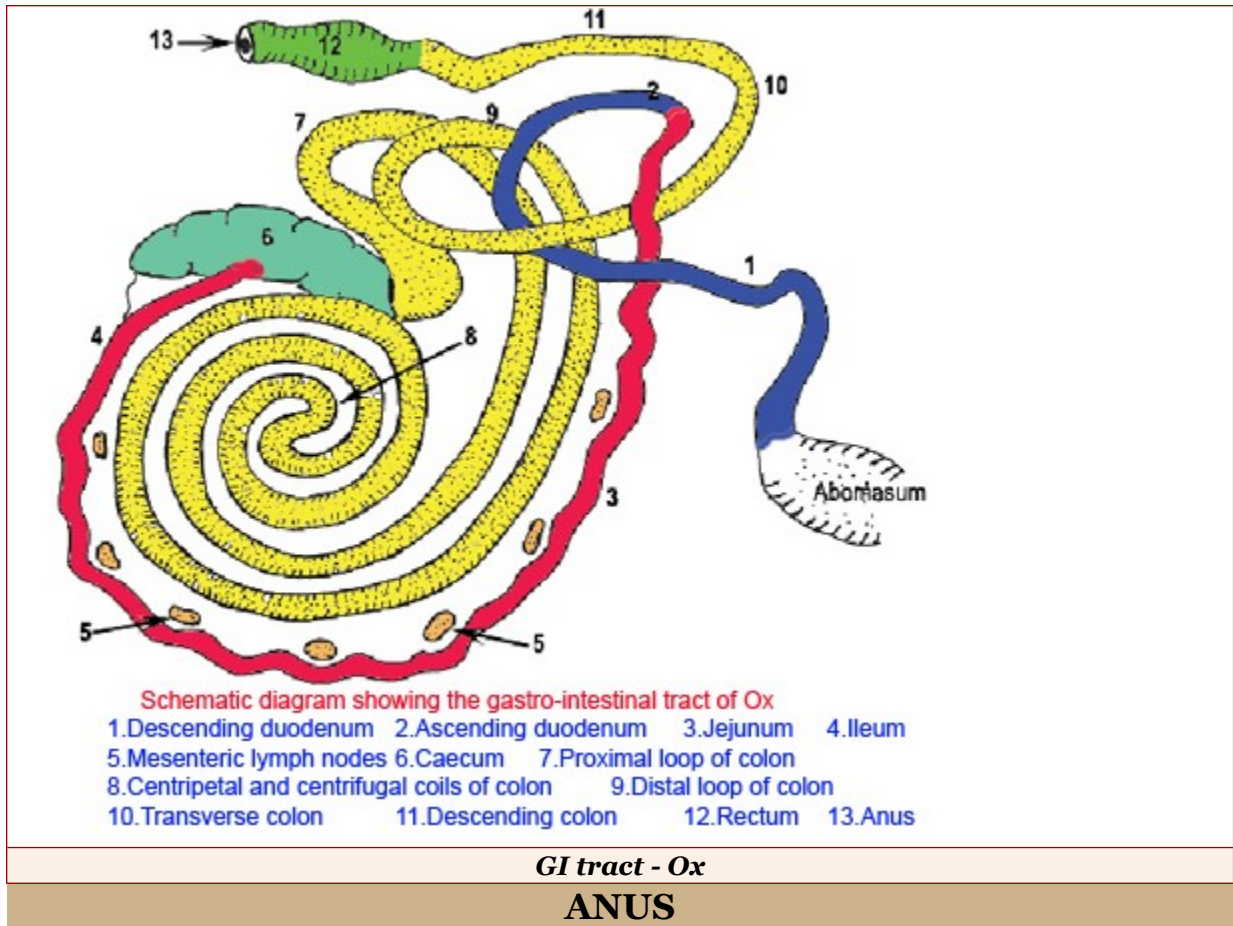 11
13
12
10
2
7
9
6
1
4
8
Abomasum
3
5
5
Schematic diagram showing the gastro-intestinal tract of Ox
1.Descending duodenum 2.Ascending duodenum 3.Jejunum 4.Ileum
5.Mesenteric lymph nodes 6.Caecum 7.Proximal loop of colon
8.Centripetal and centrifugal coils of colon 9.Distal loop of colon
10.Transverse colon 11.Descending colon 12.Rectum 13.Anus
GI tract - Ox
ANUS